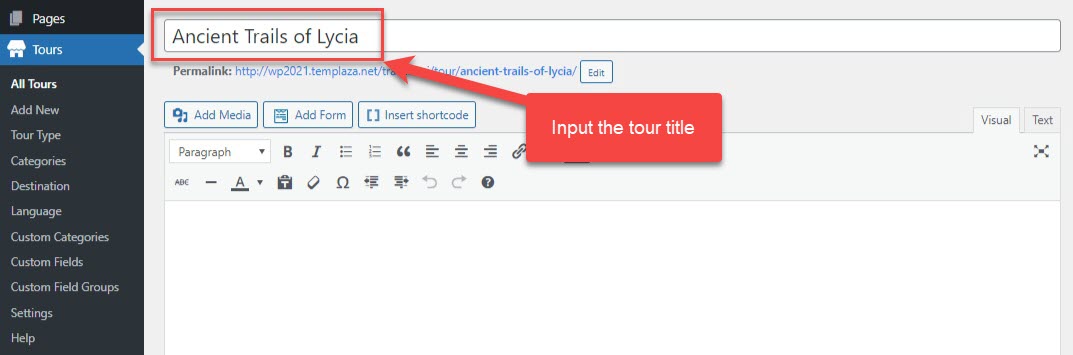 Pages
Tours
All Tours
Add New
Tour Type
Categories
Destination
Language
Custom Categories
Custom Fields
Custom Field Groups
Settings
Help
Ancient Trails of Lycia
Permalink: http://wp2021.templaza.net/tra i/tour/ancient-trails-of-lycia/ Edit
Add Media Add Form [ ] Insert shortcode
Input the tour title
Visual Text
Paragraph B I
ABC A Ω